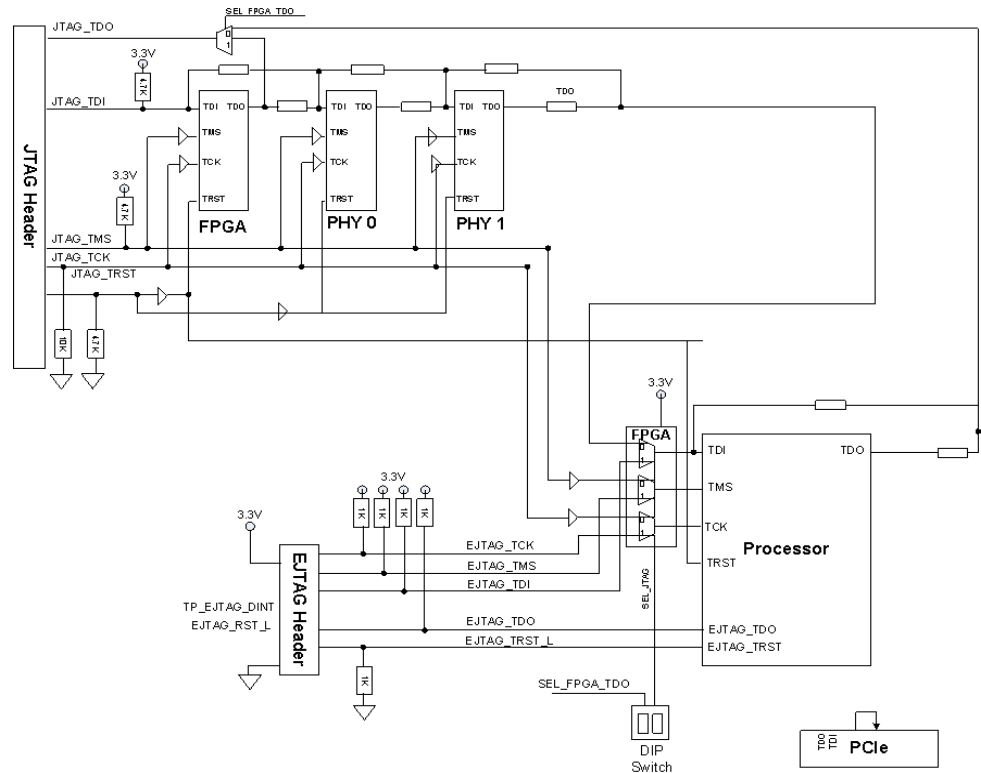 SEL_FPGA_TDO
JTAG_TDO
0
1
3.3V
4.7K
JTAG_TDI
TDI TDO
TDI TDO
TDI TDO
TDO
TMS
TMS
TMS
TCK
TCK
TCK
TRST
TRST
TRST
FPGA
PHY 0
PHY 1
JTAG Header
3.3V
4.7K
JTAG_TMS
JTAG_TCK
JTAG_TRST
10K
4.7K
3.3V
FPGA
0
1
0
1
0
1
TDI
TDO
TMS
TCK
TRST
Processor
EJTAG_TDO
EJTAG_TRST
3.3V
1K
1K
1K
1K
3.3V
EJTAG Header
EJTAG_TCK
EJTAG_TMS
EJTAG_TDI
TP_EJTAG_DINT
EJTAG_RST_L
EJTAG_TDO
EJTAG_TRST_L
1K
SEL_JTAG
SEL_FPGA_TDO
DIP
Switch
TDO
TDI
PCIe